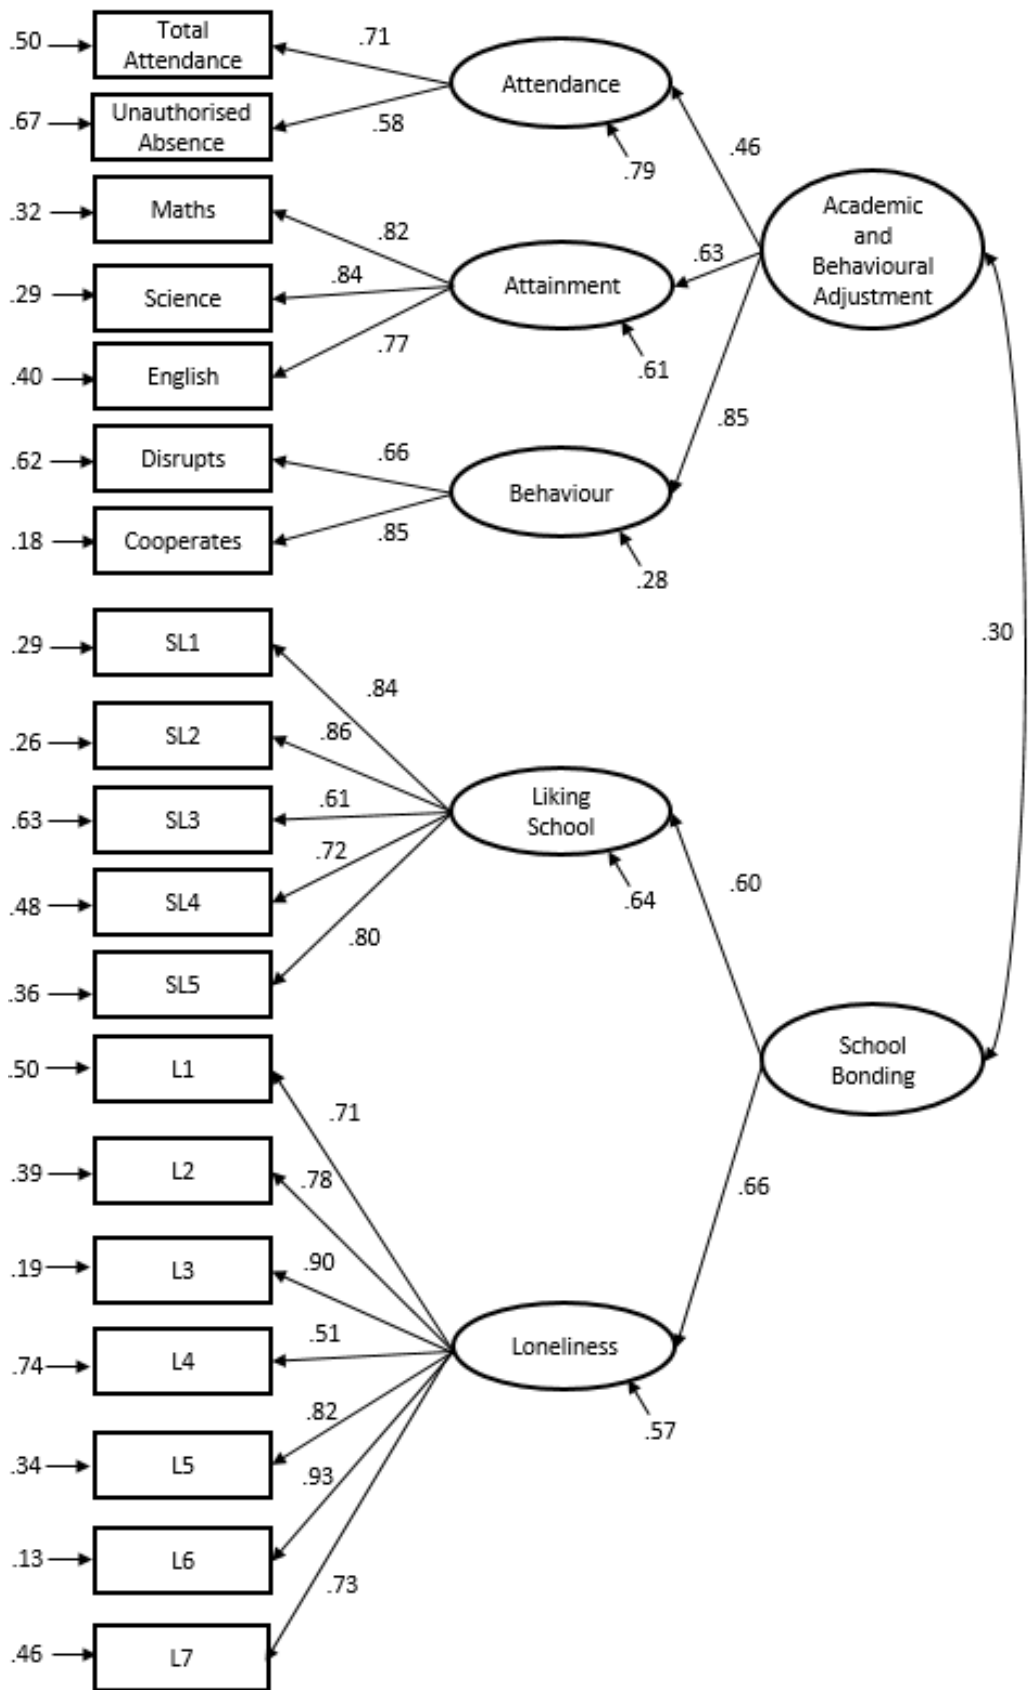 .50
Total
Attendance
.71
Attendance
.67
Unauthorised
Absence
.58
.79
.46
.32
Maths
.82
Academic
and
Behavioural
Adjustment
.29
Science
.84
Attainment
.63
.40
English
.77
.61
.85
.62
Disrupts
.66
Behaviour
.18
Cooperates
.85
.28
.30
.29
SL1
.84
.26
SL2
.86
.63
SL3
.61
Liking
School
.48
SL4
.72
.64
.60
.36
SL5
.80
School
Bonding
.50
L1
.71
.39
L2
.78
.66
.19
L3
.90
.74
L4
.51
Loneliness
.34
L5
.82
.57
.13
L6
.93
.46
L7
.73